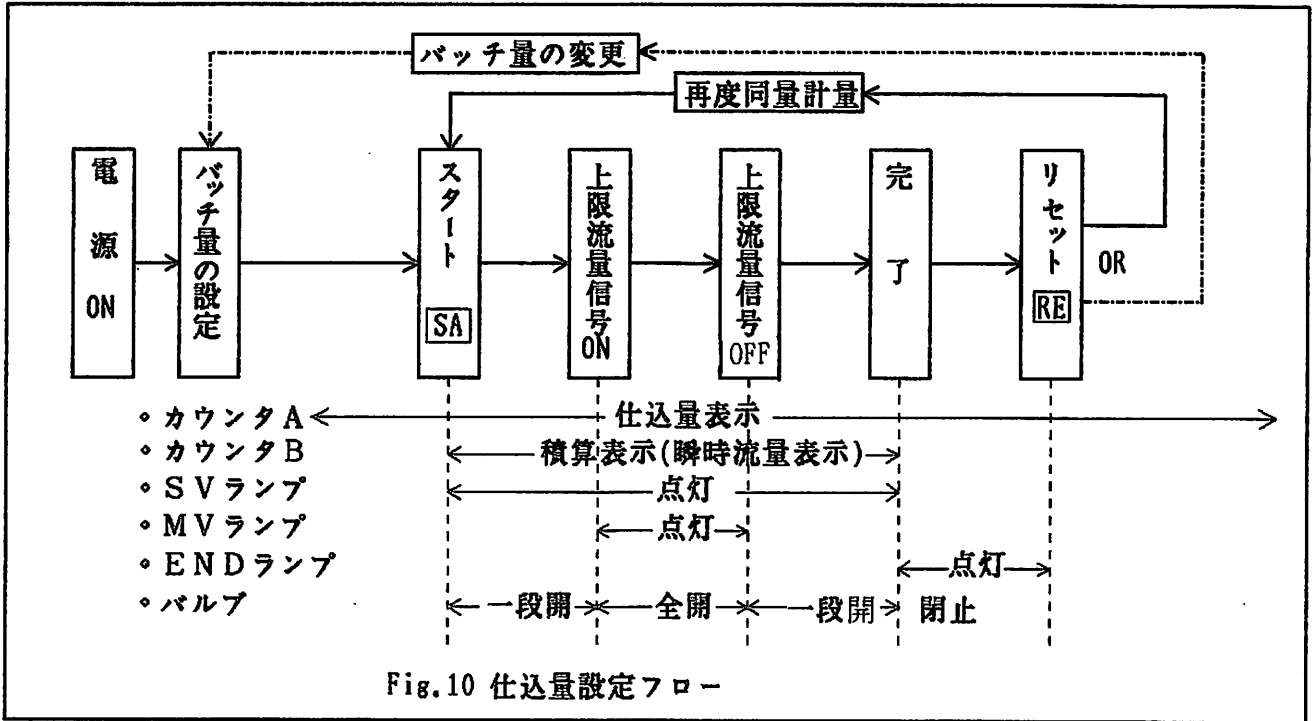 バッチ量の変更
再度同量計量
電源ON
バッチ量の設定
スタート
SA
上限流量信号ON
上限流量信号OFF
完了
リセット
RE
OR
◦カウンタA 仕込量表示
◦カウンタB 積算表示(瞬時流量表示)
◦SVランプ 点灯
◦MVランプ 点灯
◦ENDランプ 点灯
◦バルブ 一段開 全開 一段開 閉止
Fig.10 仕込量設定フロー